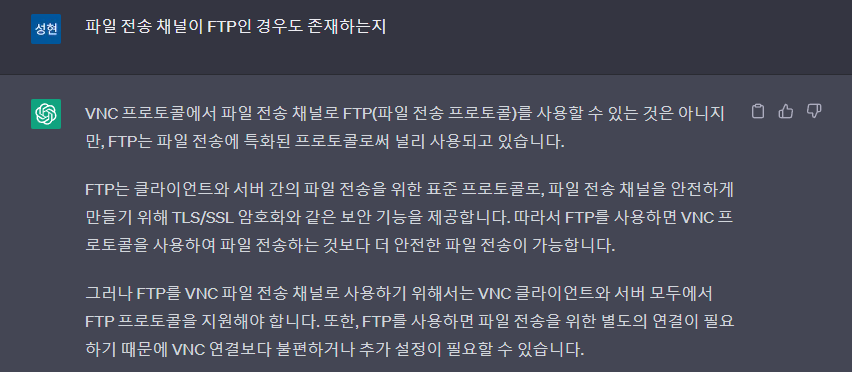 성현
파일 전송 채널이 FTP인 경우도 존재하는지
VNC 프로토콜에서 파일 전송 채널로 FTP(파일 전송 프로토콜)를 사용할 수 있는 것은 아니지
만, FTP는 파일 전송에 특화된 프로토콜로써 널리 사용되고 있습니다.
FTP는 클라이언트와 서버 간의 파일 전송을 위한 표준 프로토콜로, 파일 전송 채널을 안전하게
만들기 위해 TLS/SSL 암호화와 같은 보안 기능을 제공합니다. 따라서 FTP를 사용하면 VNC 프
로토콜을 사용하여 파일 전송하는 것보다 더 안전한 파일 전송이 가능합니다.
그러나 FTP를 VNC 파일 전송 채널로 사용하기 위해서는 VNC 클라이언트와 서버 모두에서
FTP 프로토콜을 지원해야 합니다. 또한, FTP를 사용하면 파일 전송을 위한 별도의 연결이 필요
하기 때문에 VNC 연결보다 불편하거나 추가 설정이 필요할 수 있습니다.